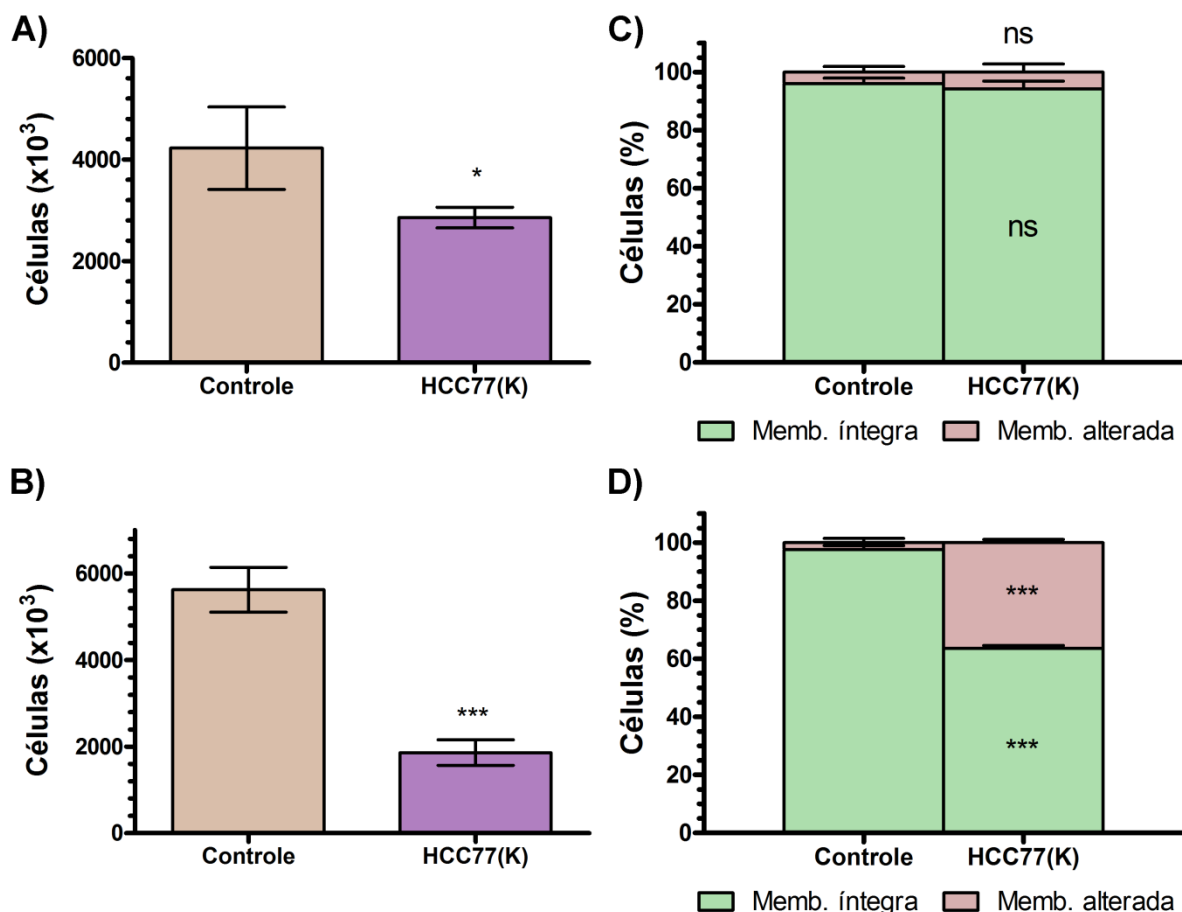 A)
Células (x10³)
6000
4000
2000
0
*
Controle
HCC77(K)
C)
Células (%)
100
80
60
40
20
0
ns
ns
Controle
HCC77(K)
Memb. íntegra
Memb. alterada
B)
Células (x10³)
6000
4000
2000
0
***
Controle
HCC77(K)
D)
Células (%)
100
80
60
40
20
0
***
***
Controle
HCC77(K)
Memb. íntegra
Memb. alterada